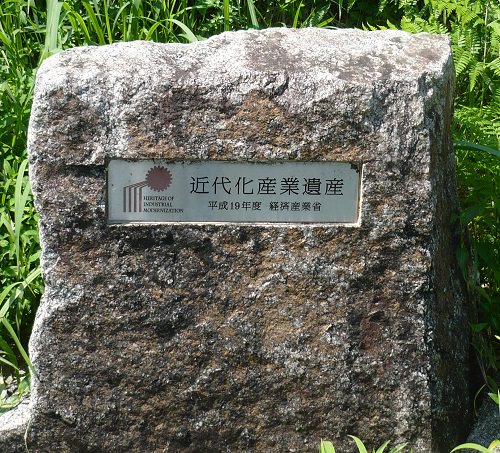 近代化産業遺産
平成19年度 経済産業省
HERITAGE OF
INDUSTRIAL
MODERNIZATION